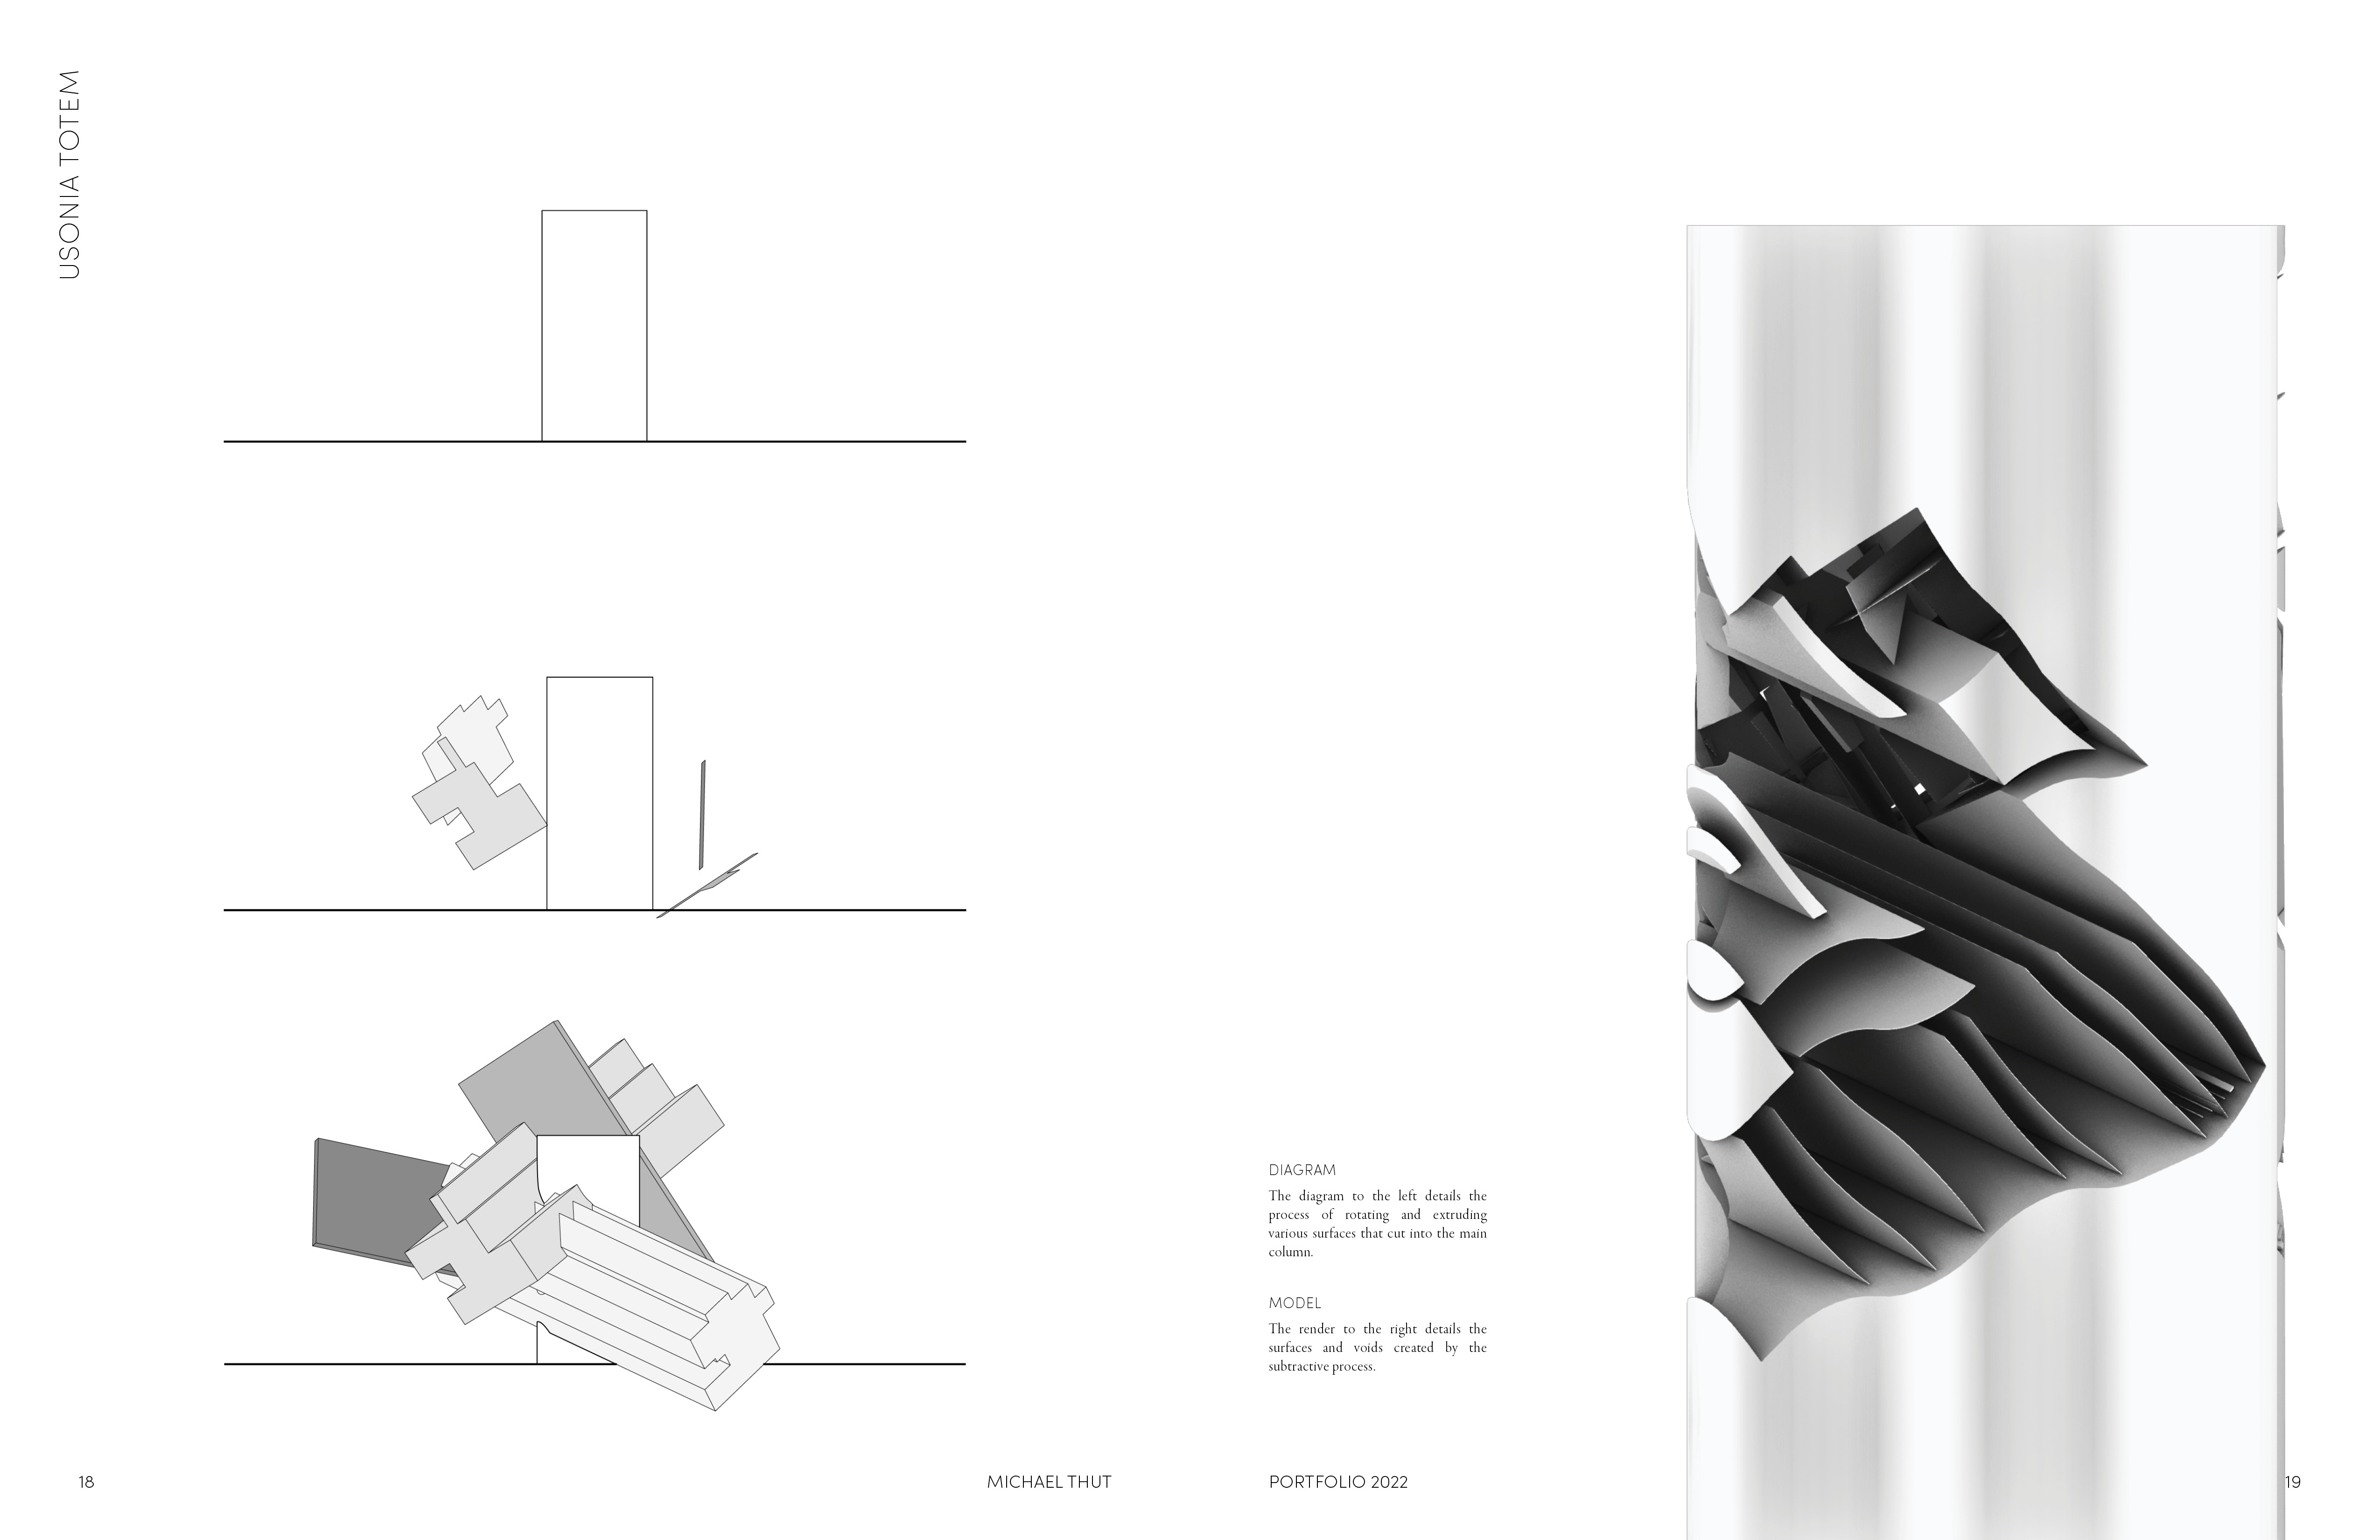 USONIA TOTEM
DIAGRAM
The diagram to the left details the
process of rotating and extruding
various surfaces that cut into the main
column.
MODEL
The render to the right details the
surfaces and voids created by the
subtractive process.
18
MICHAEL THUT
PORTFOLIO 2022
19